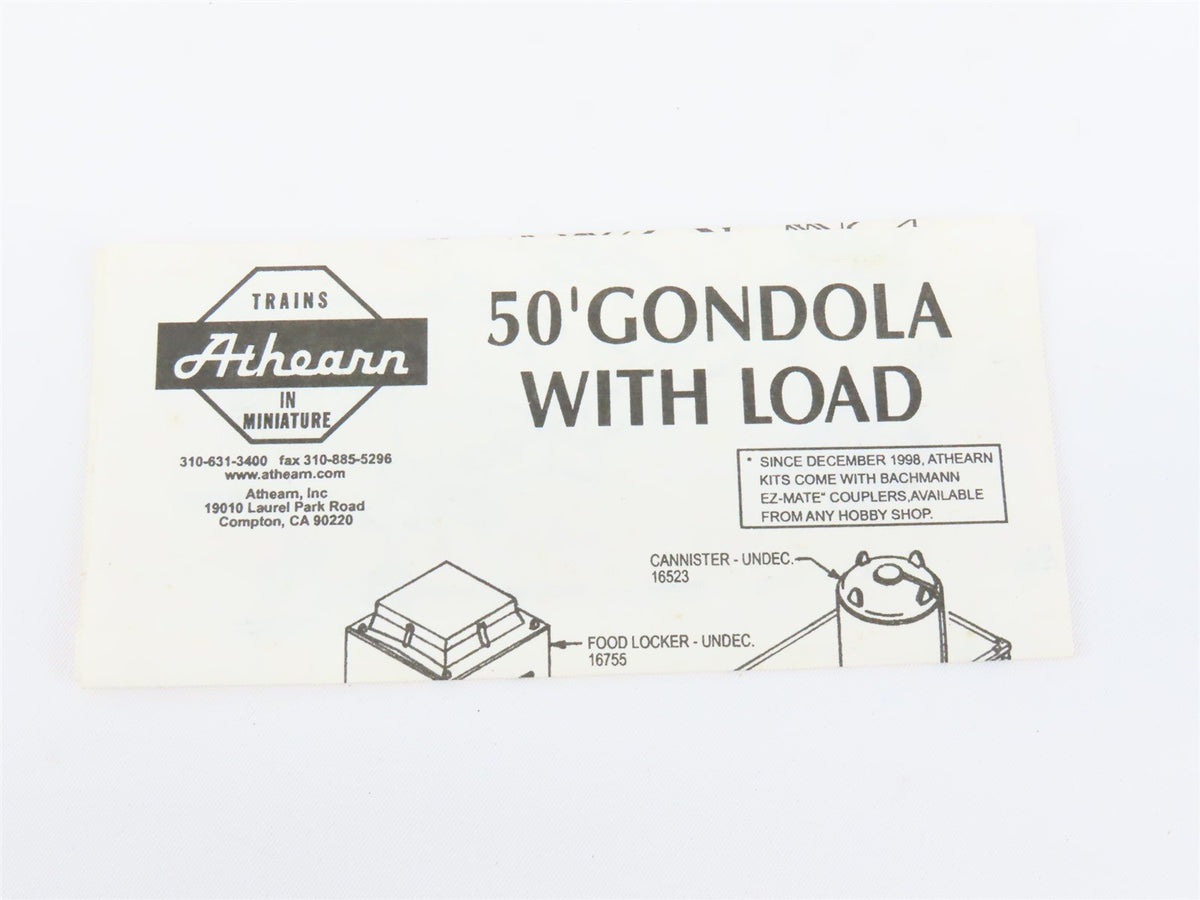 TRAINS
Athearn
IN
MINIATURE
310-631-3400 fax 310-885-5296
www.athearn.com
Athearn, Inc
19010 Laurel Park Road
Compton, CA 90220
50'GONDOLA
WITH LOAD
* SINCE DECEMBER 1998, ATHEARN
KITS COME WITH BACHMANN
EZ-MATE" COUPLERS,AVAILABLE
FROM ANY HOBBY SHOP.
CANNISTER - UNDEC.
16523
FOOD LOCKER - UNDEC.
16755